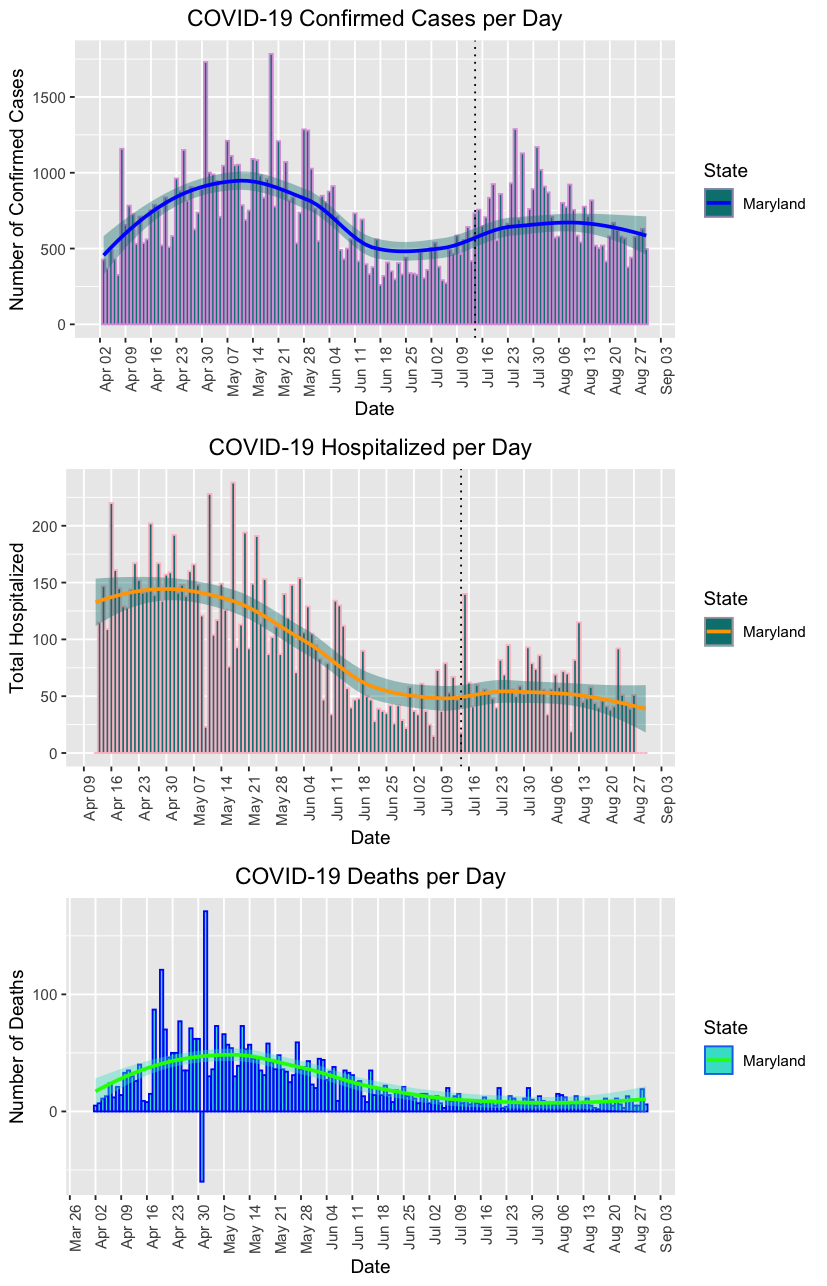 COVID-19 Confirmed Cases per Day
Number of Confirmed Cases
1500
1000
500
0
Apr 02
Apr 09
Apr 16
Apr 23
Apr 30
May 07
May 14
May 21
May 28
Jun 04
Jun 11
Jun 18
Jun 25
Jul 02
Jul 09
Jul 16
Jul 23
Jul 30
Aug 06
Aug 13
Aug 20
Aug 27
Sep 03
Date
State
Maryland
COVID-19 Hospitalized per Day
Total Hospitalized
200
150
100
50
0
Apr 09
Apr 16
Apr 23
Apr 30
May 07
May 14
May 21
May 28
Jun 04
Jun 11
Jun 18
Jun 25
Jul 02
Jul 09
Jul 16
Jul 23
Jul 30
Aug 06
Aug 13
Aug 20
Aug 27
Sep 03
Date
State
Maryland
COVID-19 Deaths per Day
Number of Deaths
100
0
Mar 26
Apr 02
Apr 09
Apr 16
Apr 23
Apr 30
May 07
May 14
May 21
May 28
Jun 04
Jun 11
Jun 18
Jun 25
Jul 02
Jul 09
Jul 16
Jul 23
Jul 30
Aug 06
Aug 13
Aug 20
Aug 27
Sep 03
Date
State
Maryland